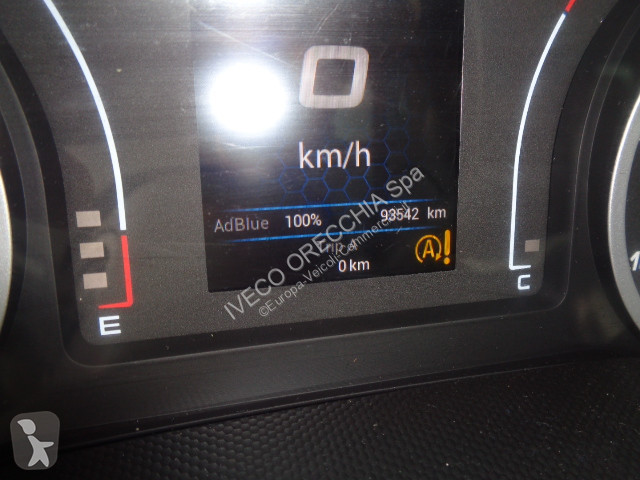 0
km/h
AdBlue 100% 93542 km
0 km
A!
E
C
IVECO ORECCHIA Spa
©Europa-Veicoli-Commerciali.it